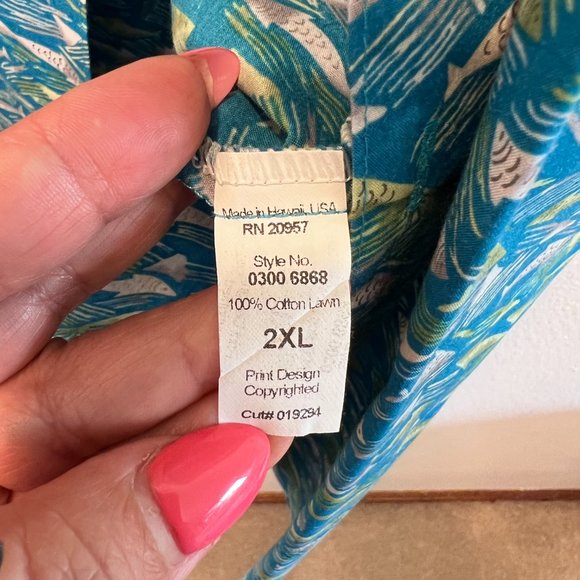 Made in Hawaii, USA
RN 20957
Style No.
0300 6868
100% Cotton Lawn
2XL
Print Design
Copyrighted
Cut# 019294